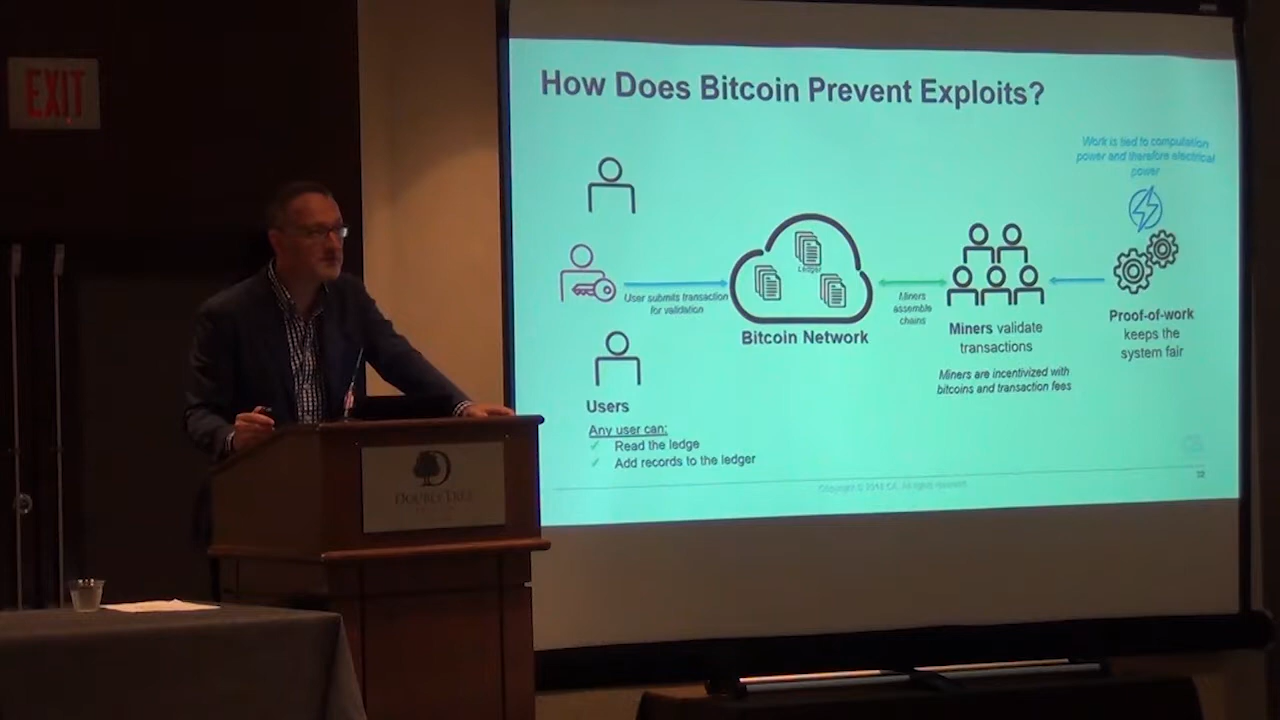 EXIT
How Does Bitcoin Prevent Exploits?
Work is tied to computation
power and therefore electrical
power
Ledger
User submits transaction
for validation
Bitcoin Network
Miners
assemble
chains
Miners validate
transactions
Miners are incentivized with
bitcoins and transaction fees
Proof-of-work
keeps the
system fair
Users
Any user can:
✓ Read the ledge
✓ Add records to the ledger
DOUBLETREE